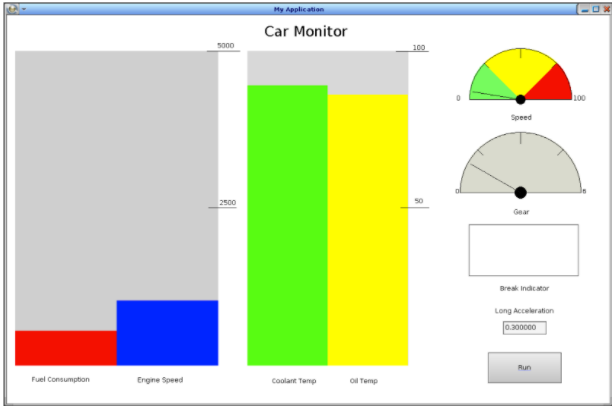 My Application
Car Monitor
5000
2500
Fuel Consumption
Engine Speed
100
50
Coolant Temp
Oil Temp
0
100
Speed
0
6
Gear
Break Indicator
Long Acceleration
0.300000
Run